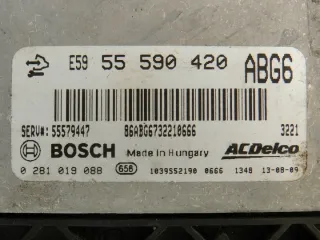 E59 55 590 420 ABG6
SERV#: 55579447 86ABG6732210666 3221
BOSCH Made in Hungary ACDelco
0 281 019 088 658 1039S52190 0666 1348 13-08-09